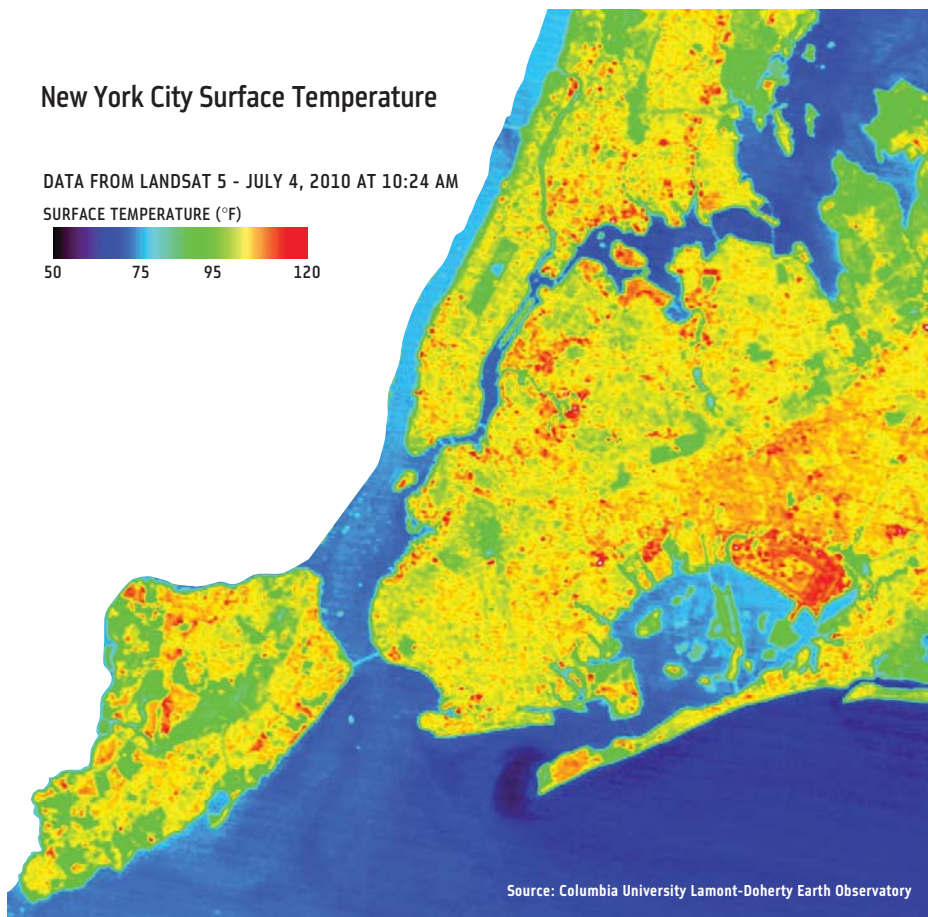 New York City Surface Temperature
DATA FROM LANDSAT 5 - JULY 4, 2010 AT 10:24 AM
SURFACE TEMPERATURE (°F)
50 75 95 120
Source: Columbia University Lamont-Doherty Earth Observatory